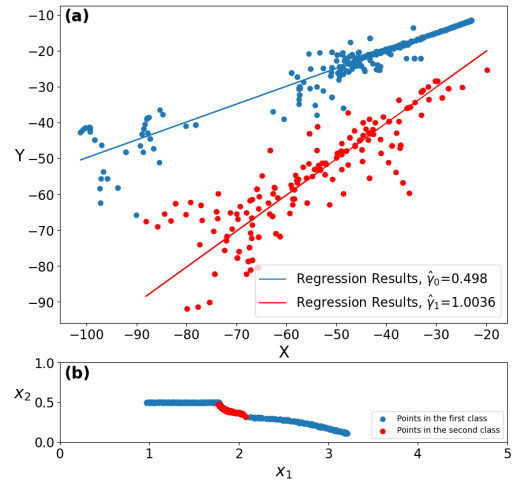 (a)
−10
−20
−30
−40
−50
−60
−70
−80
−90
Y
−100
−90
−80
−70
−60
−50
−40
−30
−20
X
Regression Results, γ̂₀=0.498
Regression Results, γ̂₁=1.0036
(b)
1.0
0.5
0.0
x₂
0
1
2
3
4
5
x₁
Points in the first class
Points in the second class